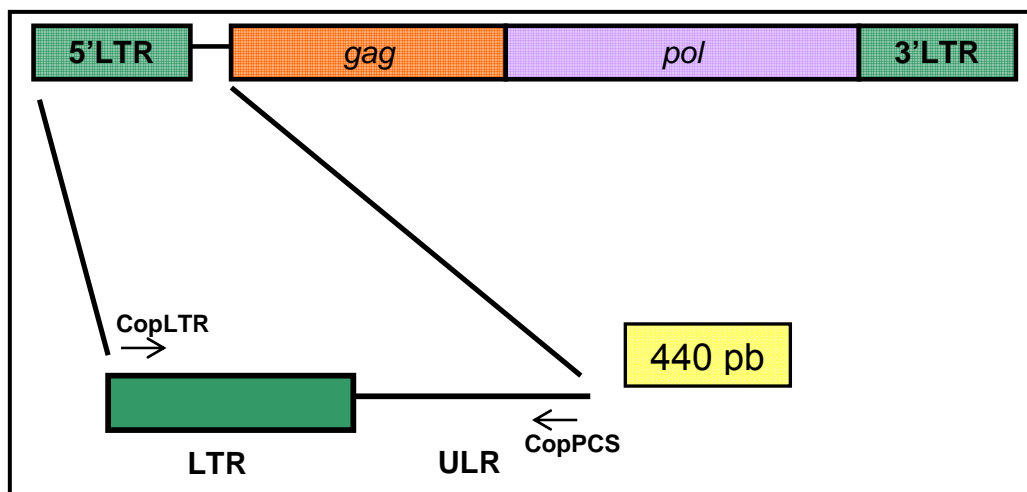 5’LTR gag pol 3’LTR
CopLTR
440 pb
CopPCS
LTR ULR